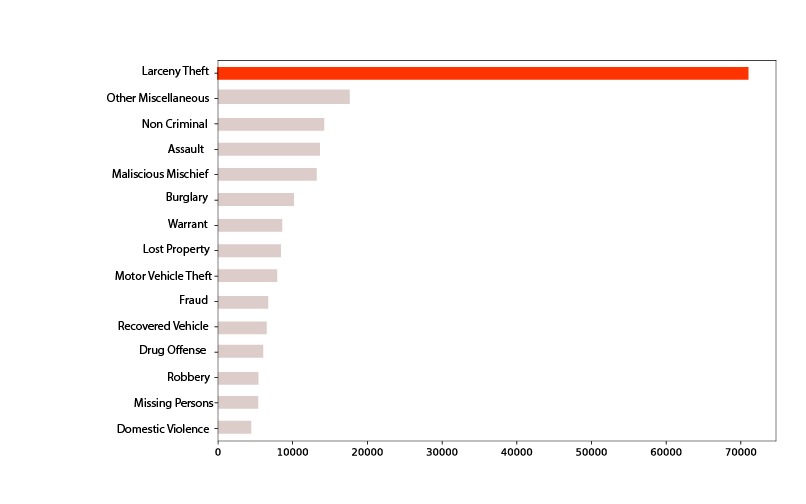 Larceny Theft
Other Miscellaneous
Non Criminal
Assault
Maliscious Mischief
Burglary
Warrant
Lost Property
Motor Vehicle Theft
Fraud
Recovered Vehicle
Drug Offense
Robbery
Missing Persons
Domestic Violence
0 10000 20000 30000 40000 50000 60000 70000